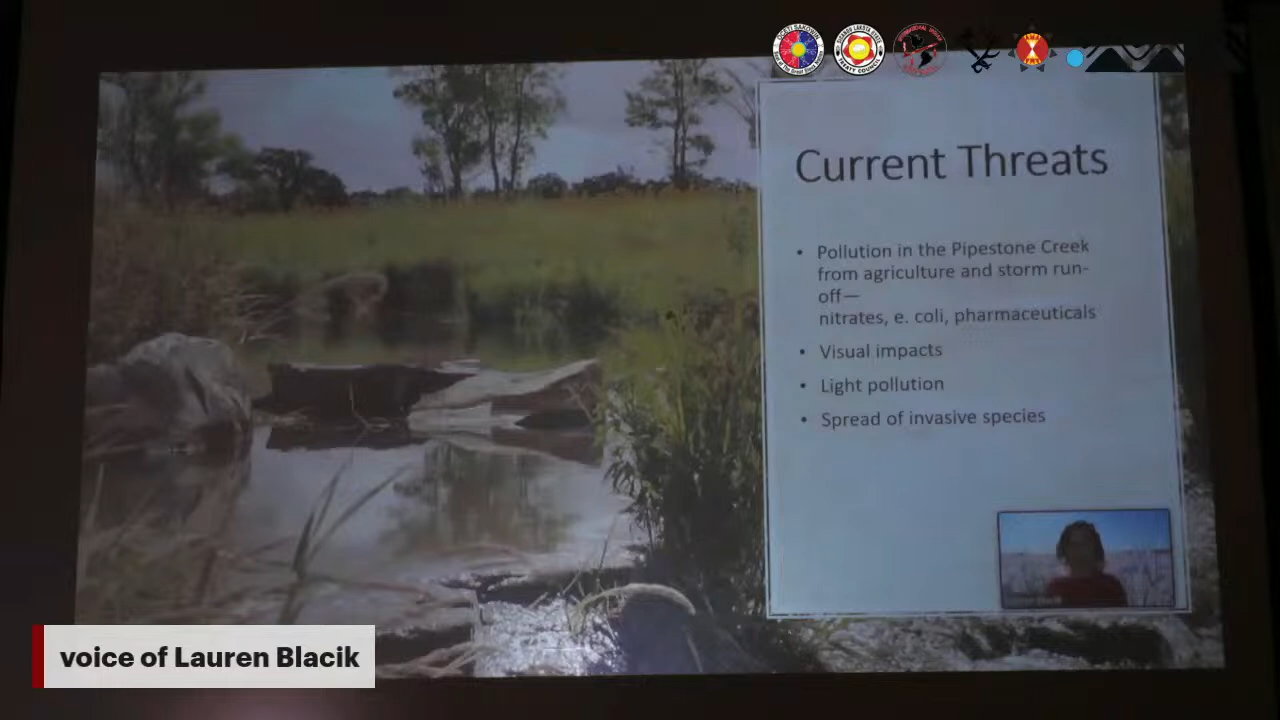 Current Threats
• Pollution in the Pipestone Creek
from agriculture and storm run-
off—
nitrates, e. coli, pharmaceuticals
• Visual impacts
• Light pollution
• Spread of invasive species
voice of Lauren Blacik